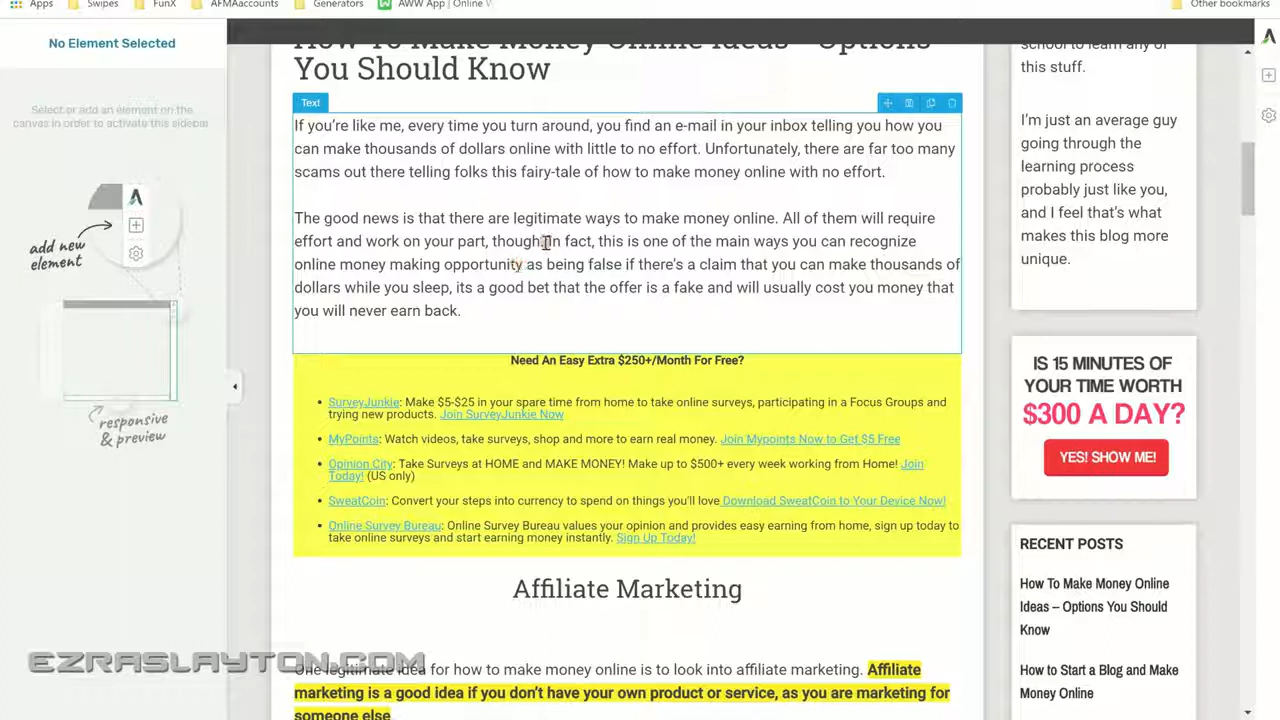 Apps
Swipes
FunX
AFMAaccounts
Generators
AWW App | Online V
Other bookmarks
No Element Selected
Select or add an element on the
canvas in order to activate this sidebar
add new
element
responsive
& preview
How To Make Money Online Ideas – Options
You Should Know
Text
If you're like me, every time you turn around, you find an e-mail in your inbox telling you how you
can make thousands of dollars online with little to no effort. Unfortunately, there are far too many
scams out there telling folks this fairy-tale of how to make money online with no effort.
The good news is that there are legitimate ways to make money online. All of them will require
effort and work on your part, though. In fact, this is one of the main ways you can recognize
online money making opportunity as being false if there's a claim that you can make thousands of
dollars while you sleep, its a good bet that the offer is a fake and will usually cost you money that
you will never earn back.
Need An Easy Extra $250+/Month For Free?
• SurveyJunkie: Make $5-$25 in your spare time from home to take online surveys, participating in a Focus Groups and
trying new products. Join SurveyJunkie Now
• MyPoints: Watch videos, take surveys, shop and more to earn real money. Join Mypoints Now to Get $5 Free
• Opinion City: Take Surveys at HOME and MAKE MONEY! Make up to $500+ every week working from Home! Join
Today! (US only)
• SweatCoin: Convert your steps into currency to spend on things you'll love Download SweatCoin to Your Device Now!
• Online Survey Bureau: Online Survey Bureau values your opinion and provides easy earning from home, sign up today to
take online surveys and start earning money instantly. Sign Up Today!
Affiliate Marketing
One legitimate idea for how to make money online is to look into affiliate marketing. Affiliate
marketing is a good idea if you don't have your own product or service, as you are marketing for
someone else.
EZRASLAYTON.COM
school to learn any of
this stuff.
I'm just an average guy
going through the
learning process
probably just like you,
and I feel that's what
makes this blog more
unique.
IS 15 MINUTES OF
YOUR TIME WORTH
$300 A DAY?
YES! SHOW ME!
RECENT POSTS
How To Make Money Online
Ideas – Options You Should
Know
How to Start a Blog and Make
Money Online